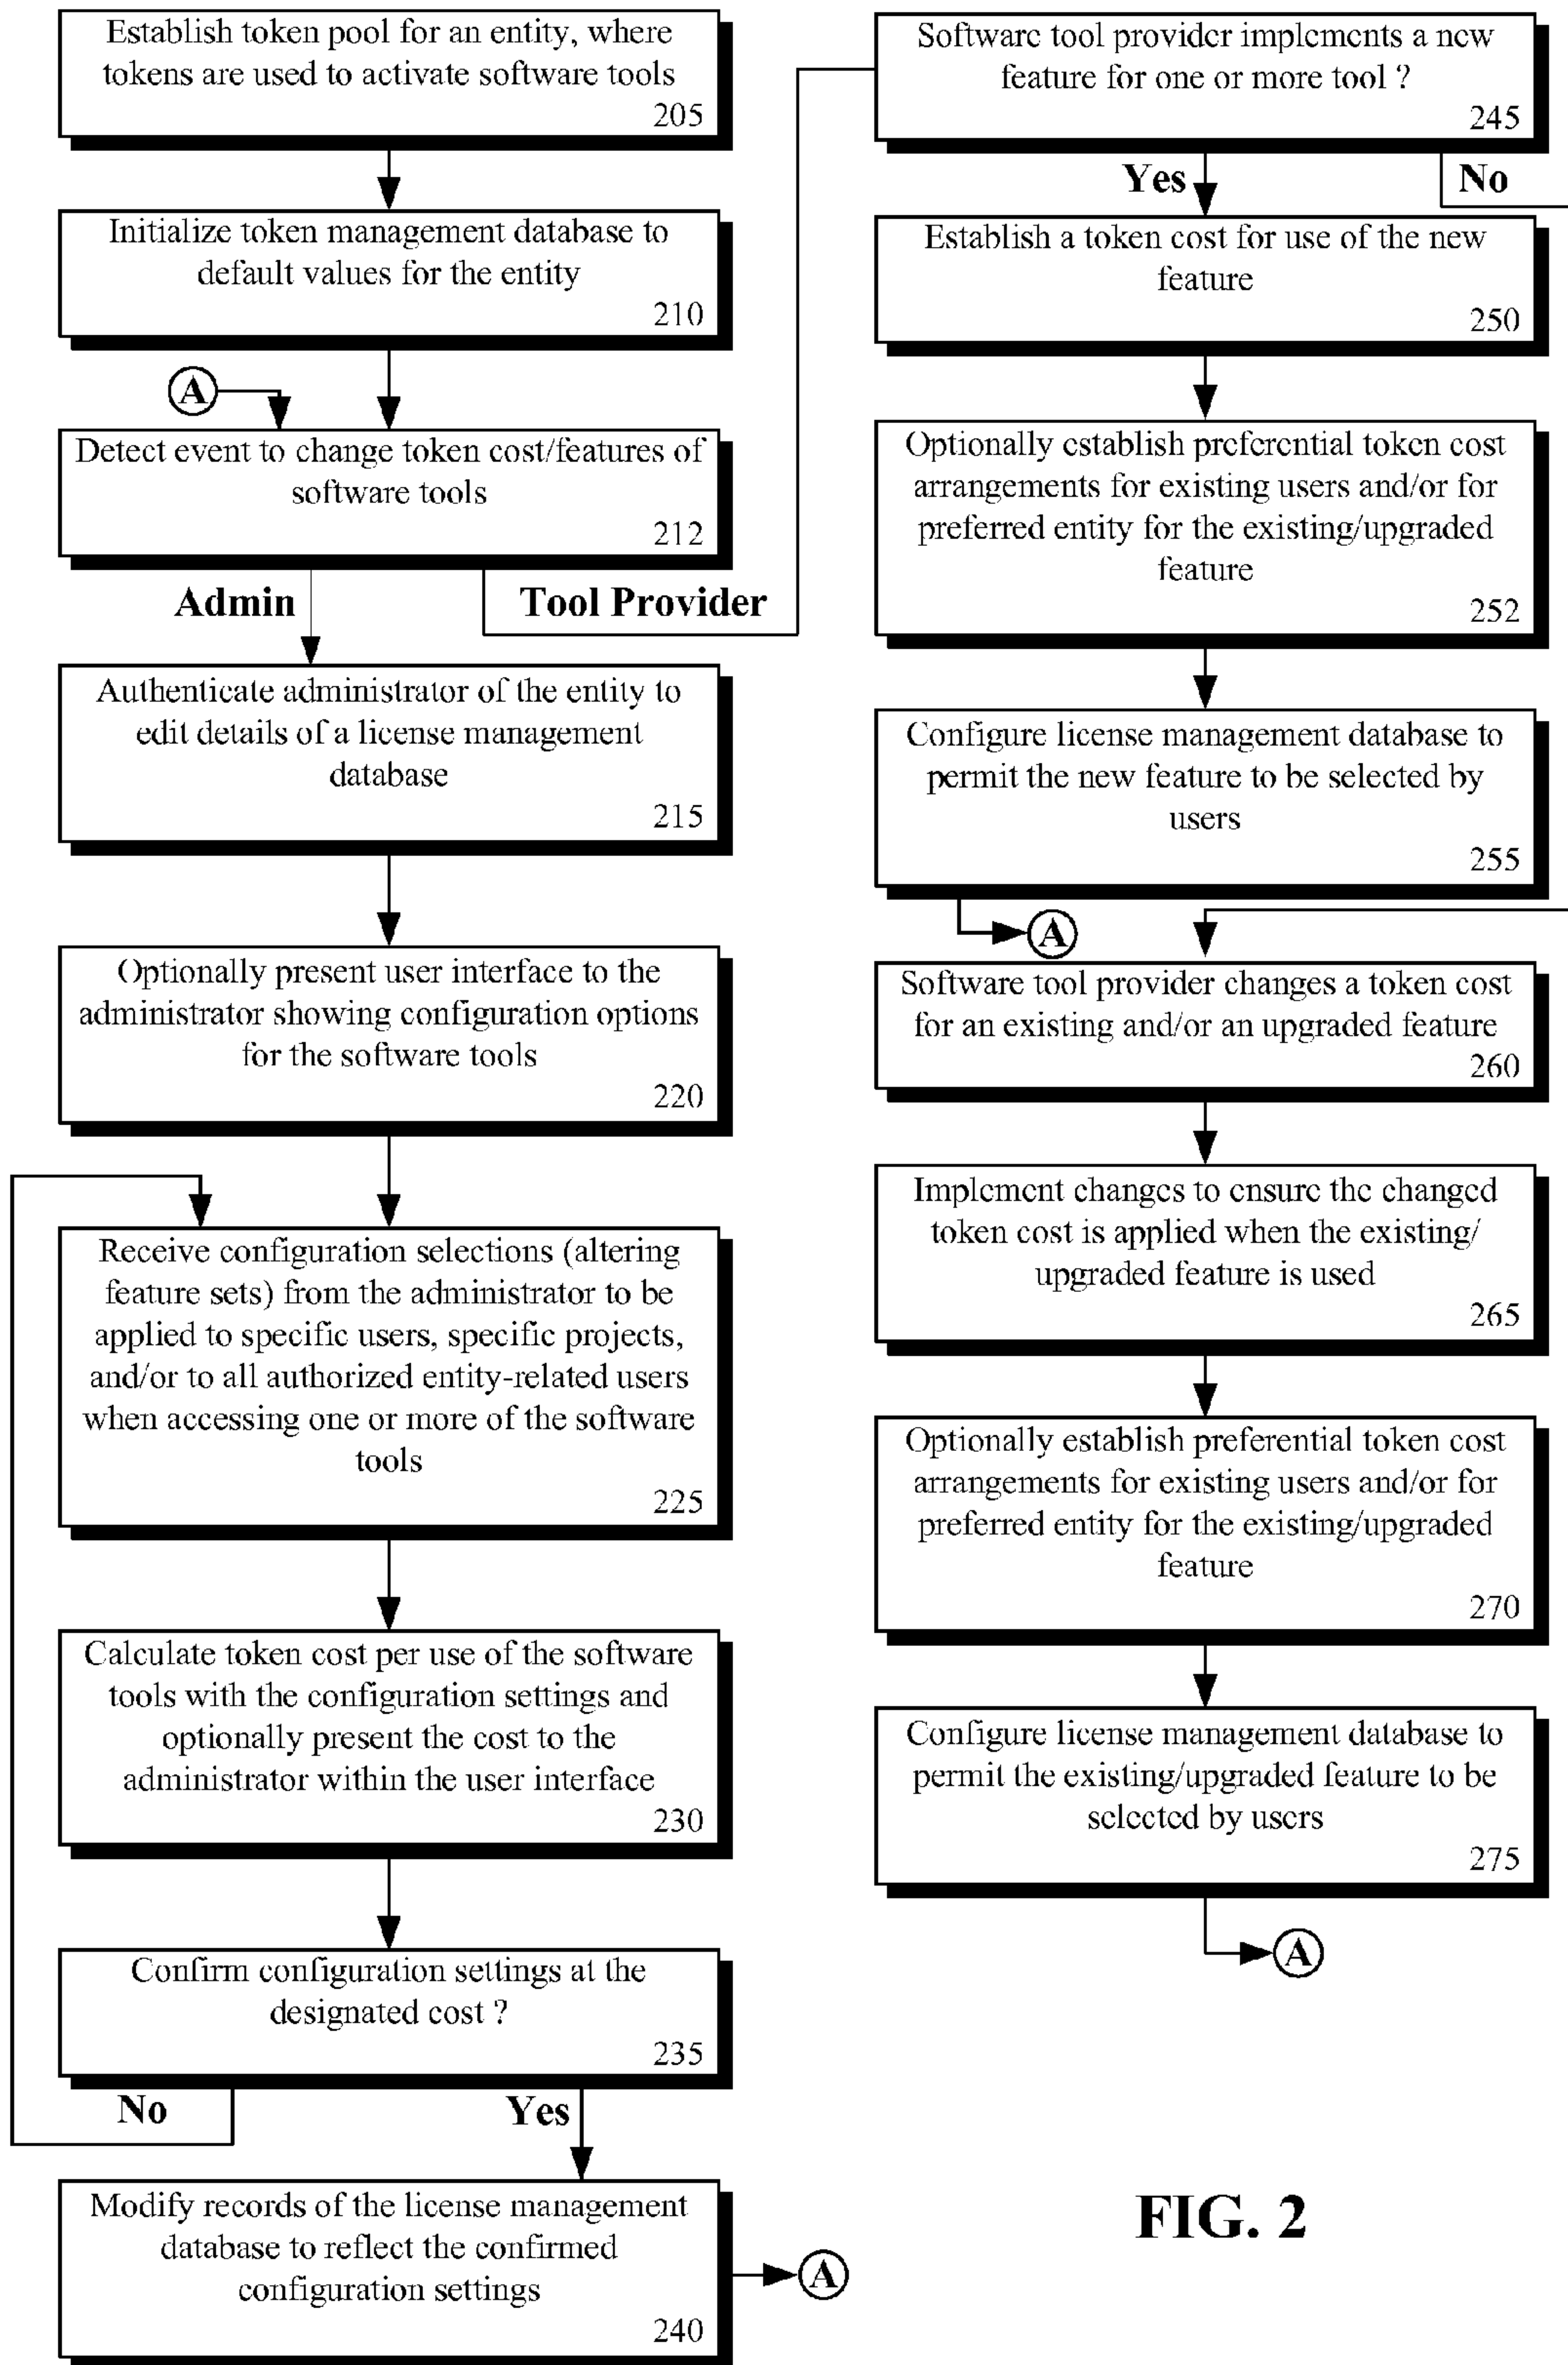 Establish token pool for an entity, where
tokens are used to activate software tools
205
Initialize token management database to
default values for the entity
210
A
Detect event to change token cost/features of
software tools
212
Admin
Tool Provider
Authenticate administrator of the entity to
edit details of a license management
database
215
Optionally present user interface to the
administrator showing configuration options
for the software tools
220
Receive configuration selections (altering
feature sets) from the administrator to be
applied to specific users, specific projects,
and/or to all authorized entity-related users
when accessing one or more of the software
tools
225
Calculate token cost per use of the software
tools with the configuration settings and
optionally present the cost to the
administrator within the user interface
230
Confirm configuration settings at the
designated cost ?
235
No
Yes
Modify records of the license management
database to reflect the confirmed
configuration settings
240
A
Software tool provider implements a new
feature for one or more tool ?
245
Yes
No
Establish a token cost for use of the new
feature
250
Optionally establish preferential token cost
arrangements for existing users and/or for
preferred entity for the existing/upgraded
feature
252
Configure license management database to
permit the new feature to be selected by
users
255
A
Software tool provider changes a token cost
for an existing and/or an upgraded feature
260
Implement changes to ensure the changed
token cost is applied when the existing/
upgraded feature is used
265
Optionally establish preferential token cost
arrangements for existing users and/or for
preferred entity for the existing/upgraded
feature
270
Configure license management database to
permit the existing/upgraded feature to be
selected by users
275
A
FIG. 2